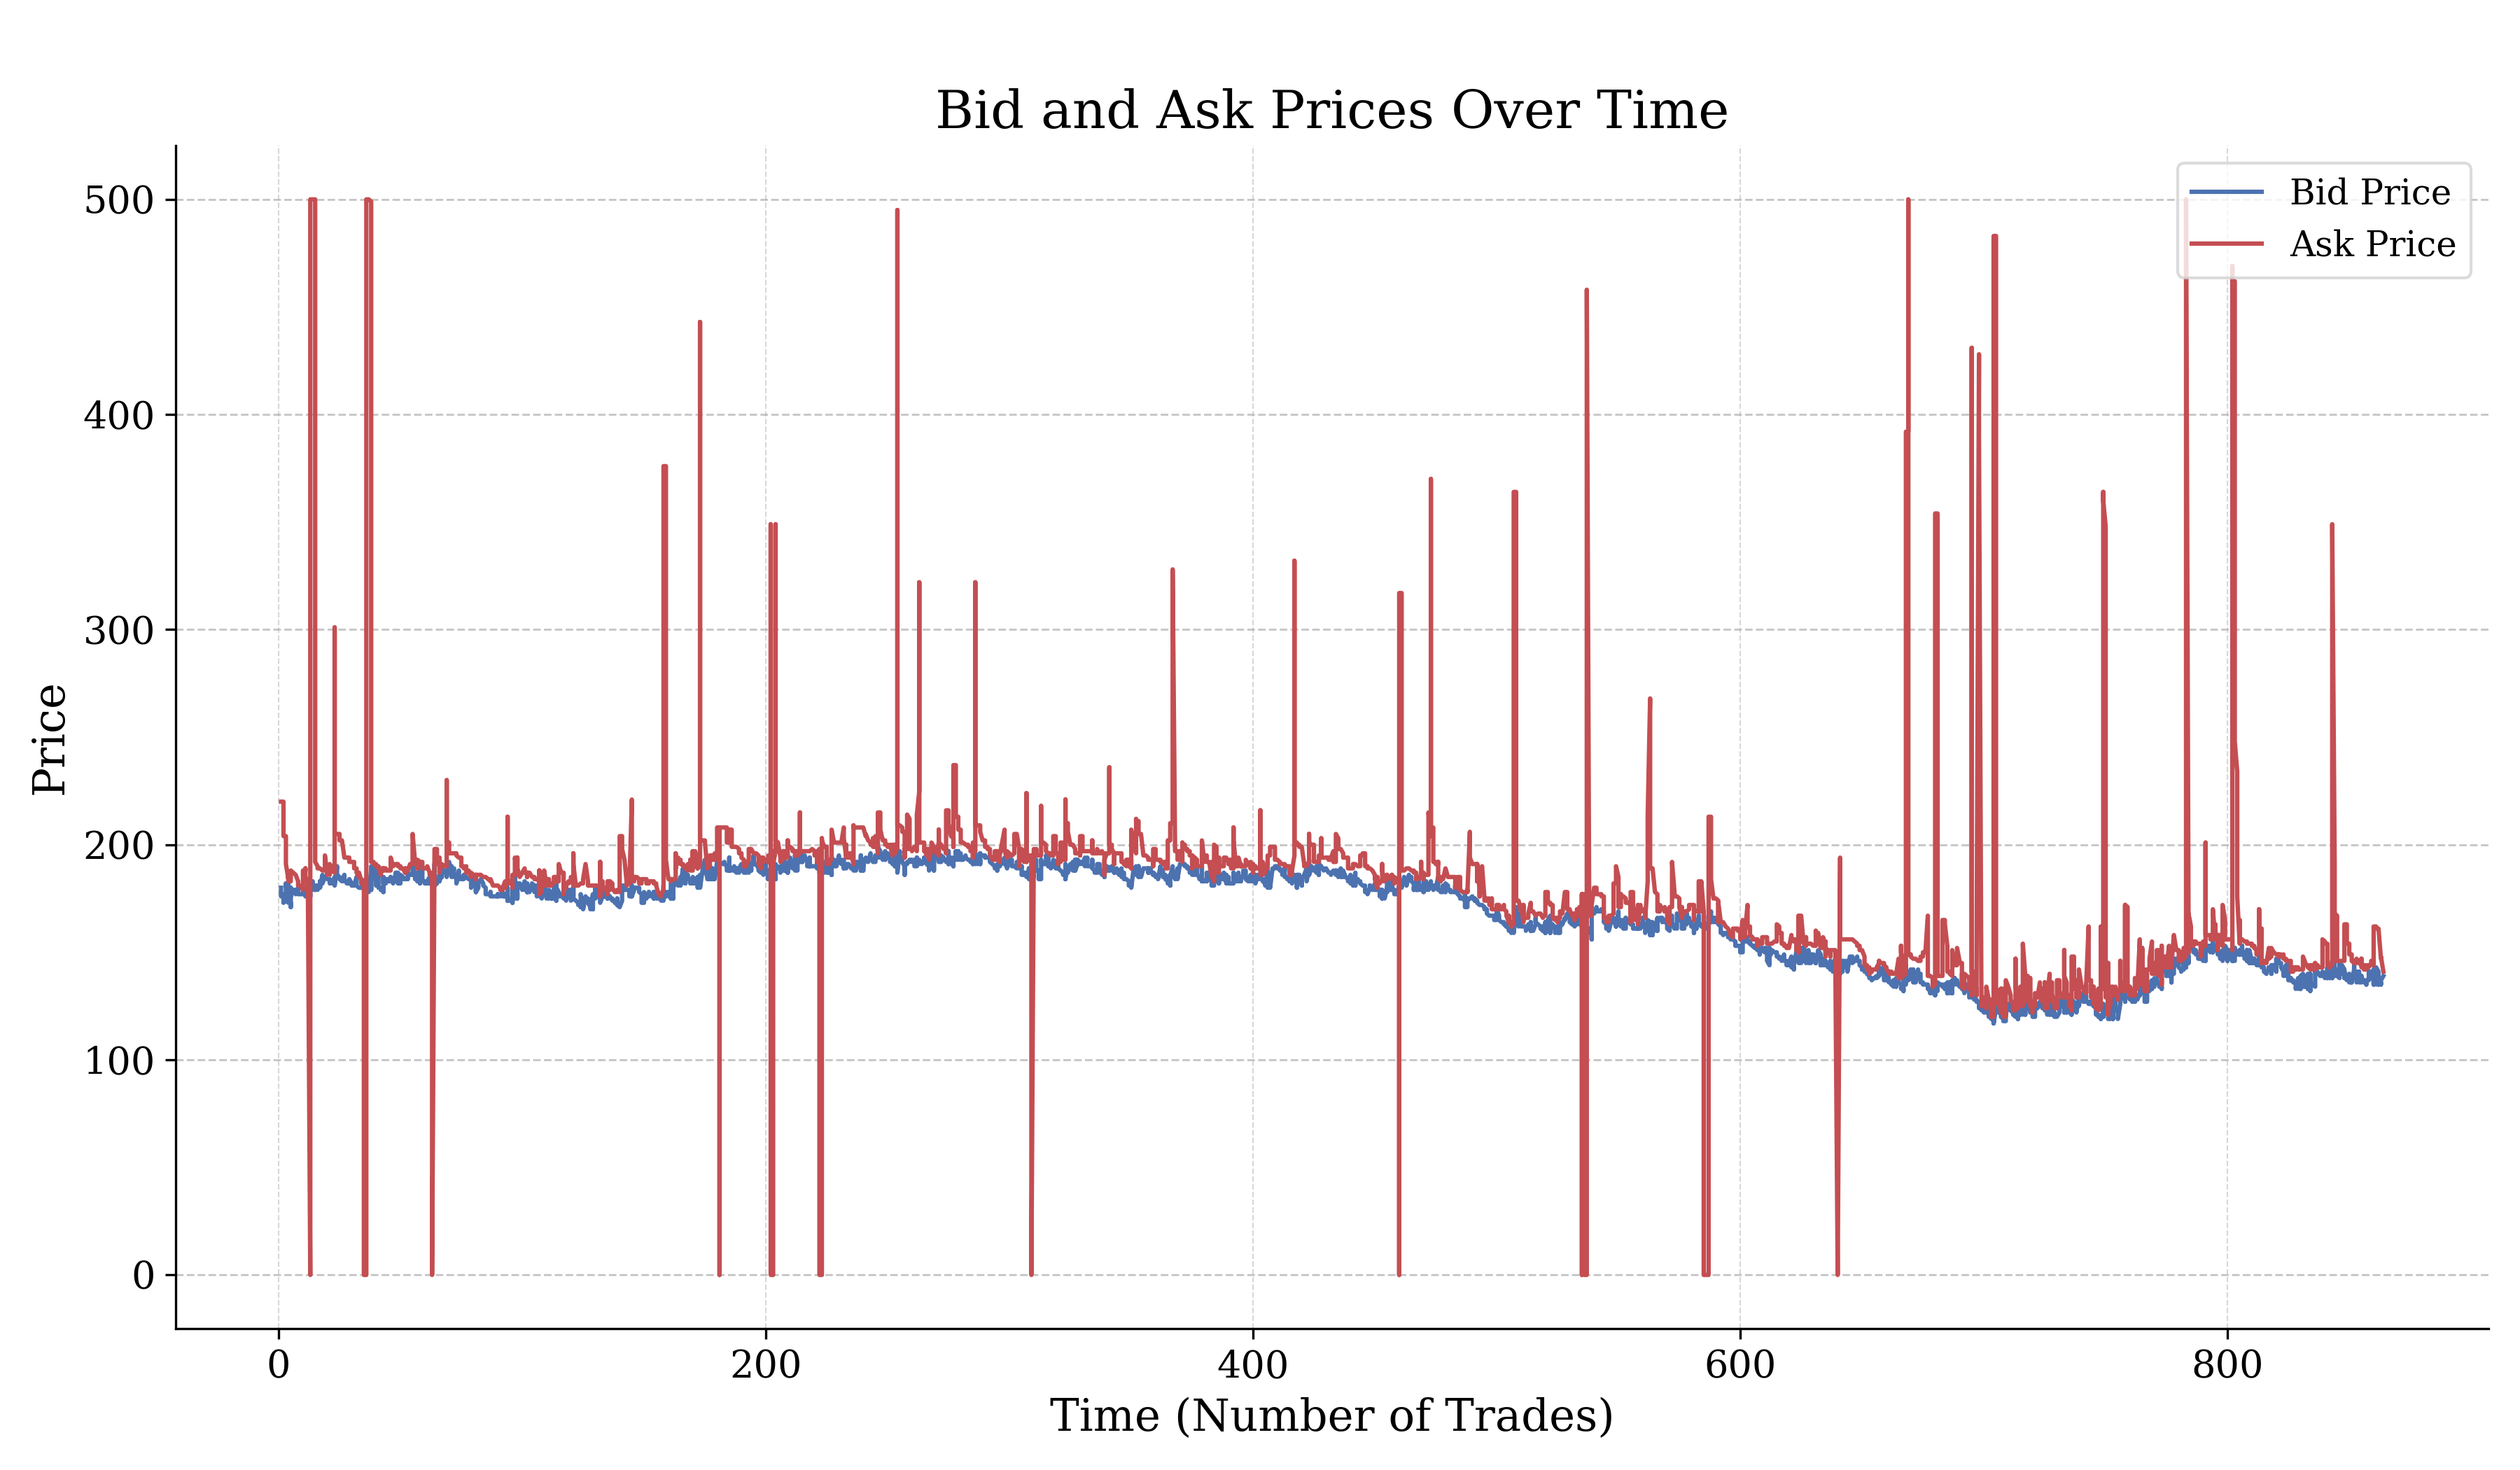 Bid and Ask Prices Over Time
Bid Price
Ask Price
500
400
300
200
100
0
Price
0 200 400 600 800
Time (Number of Trades)